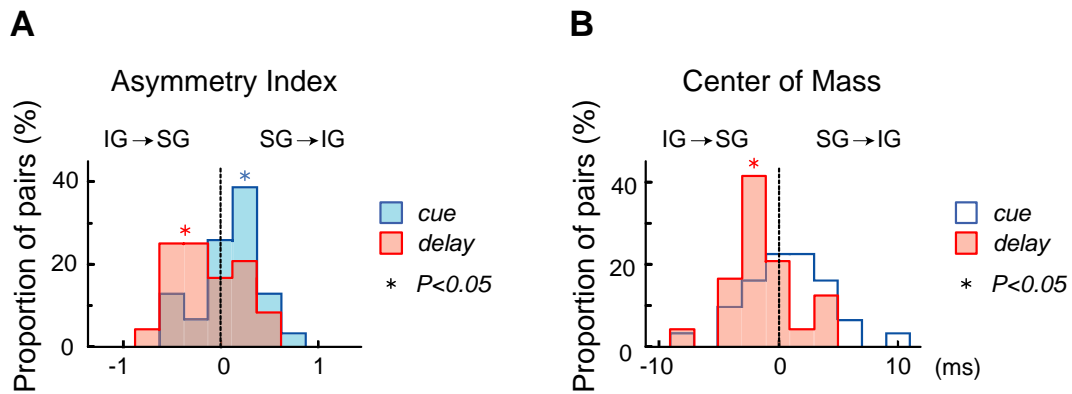 A
Asymmetry Index
IG→SG SG→IG
Proportion of pairs (%)
40
20
0
-1 0 1
*
*
cue
delay
* P<0.05
B
Center of Mass
IG→SG SG→IG
Proportion of pairs (%)
40
20
0
-10 0 10 (ms)
*
cue
delay
* P<0.05